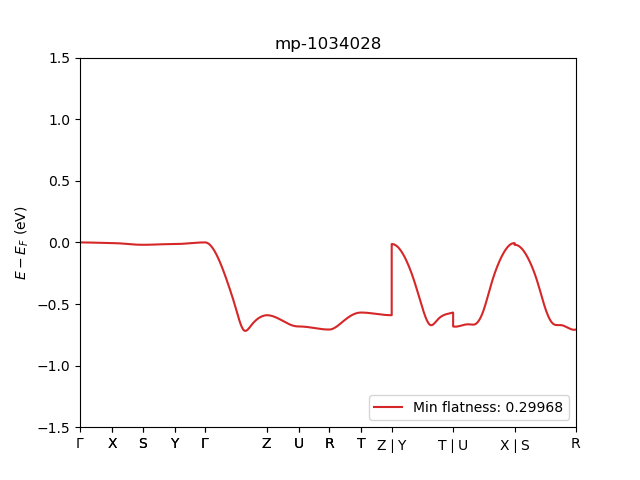 mp-1034028
E − E_F (eV)
1.5
1.0
0.5
0.0
−0.5
−1.0
−1.5
Min flatness: 0.29968
Γ X S Y Γ Z U R T Z | Y T | U X | S R